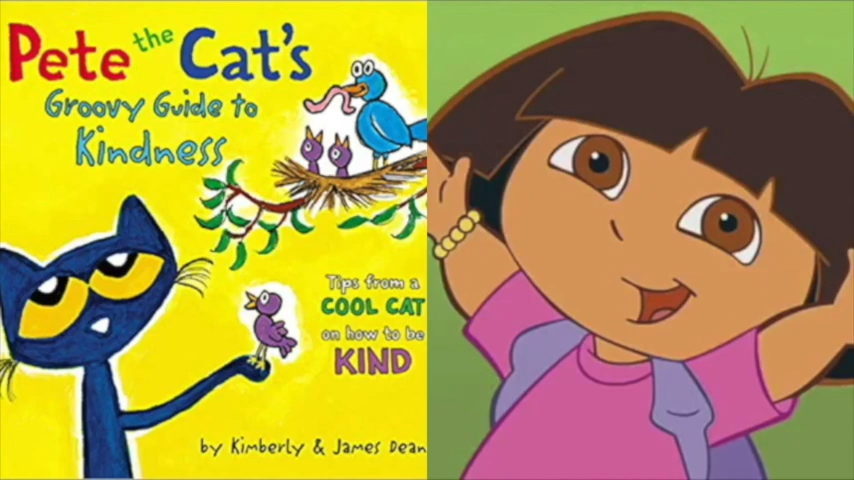 Pete the Cat's
Groovy Guide to
Kindness
Tips from a
COOL CAT
on how to be
KIND
by Kimberly & James Dean